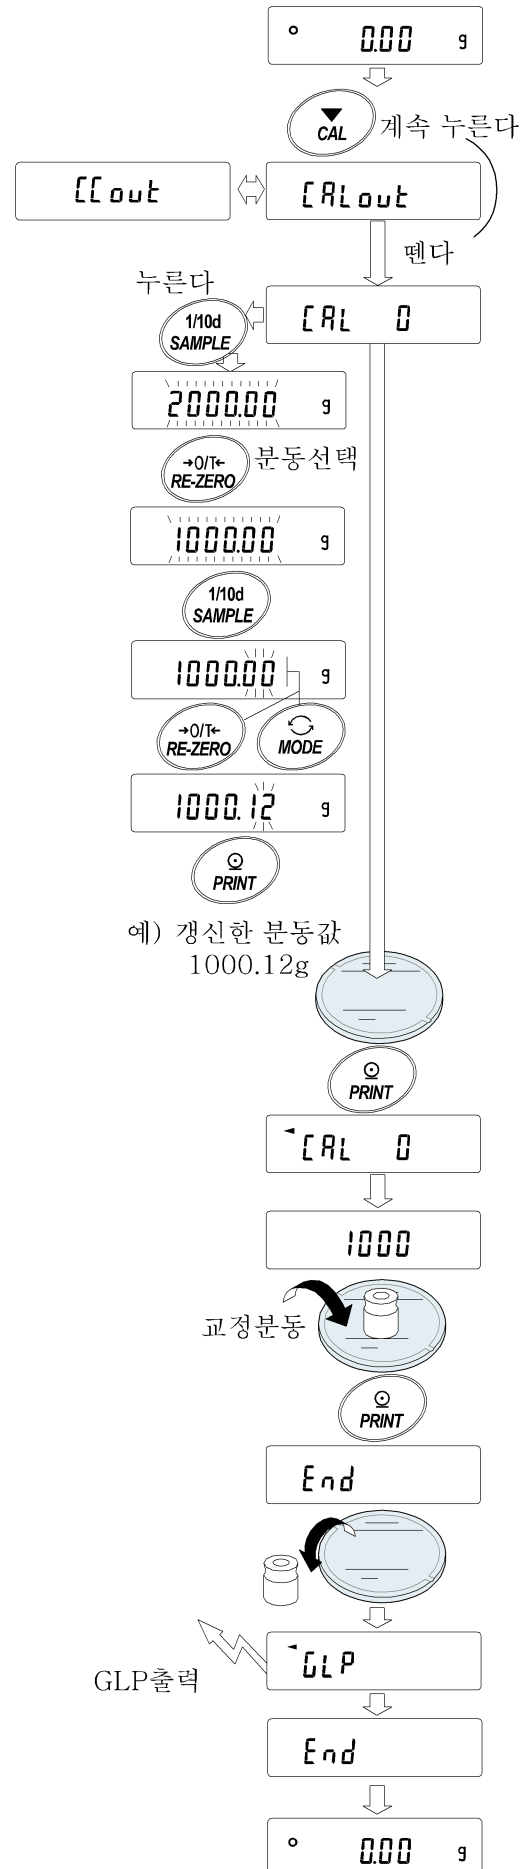 0.00 g
CAL 계속 누른다
CCout CALout
뗀다
누른다
CAL 0
1/10d
SAMPLE
2000.00 g
→0/T← 분동선택
RE-ZERO
1000.00 g
1/10d
SAMPLE
1000.00 g
→0/T←
RE-ZERO MODE
1000.12 g
PRINT
예) 갱신한 분동값
1000.12g
PRINT
CAL 0
1000
교정분동
PRINT
End
GLP
GLP출력
End
0.00 g